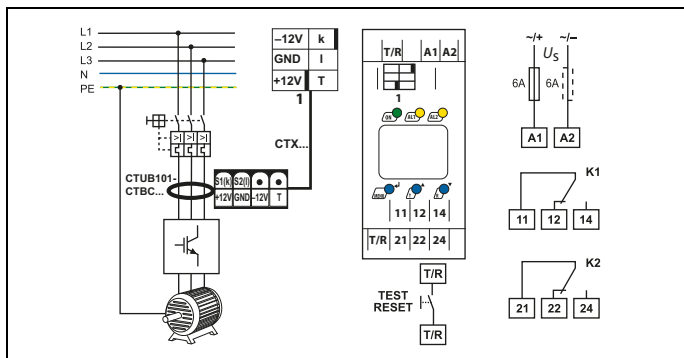 L1
L2
L3
N
PE
>| >| >|
CTUB101-
CTBC...
S1(k) S2(l) ● ●
+12V GND –12V T
–12V k
GND l
+12V T
1
CTX...
T/R A1 A2
1
ON AL1 AL2
MENU
11 12 14
T/R 21 22 24
T/R
TEST
RESET
T/R
~/+ ~/–
US
6A 6A
A1 A2
K1
11 12 14
K2
21 22 24